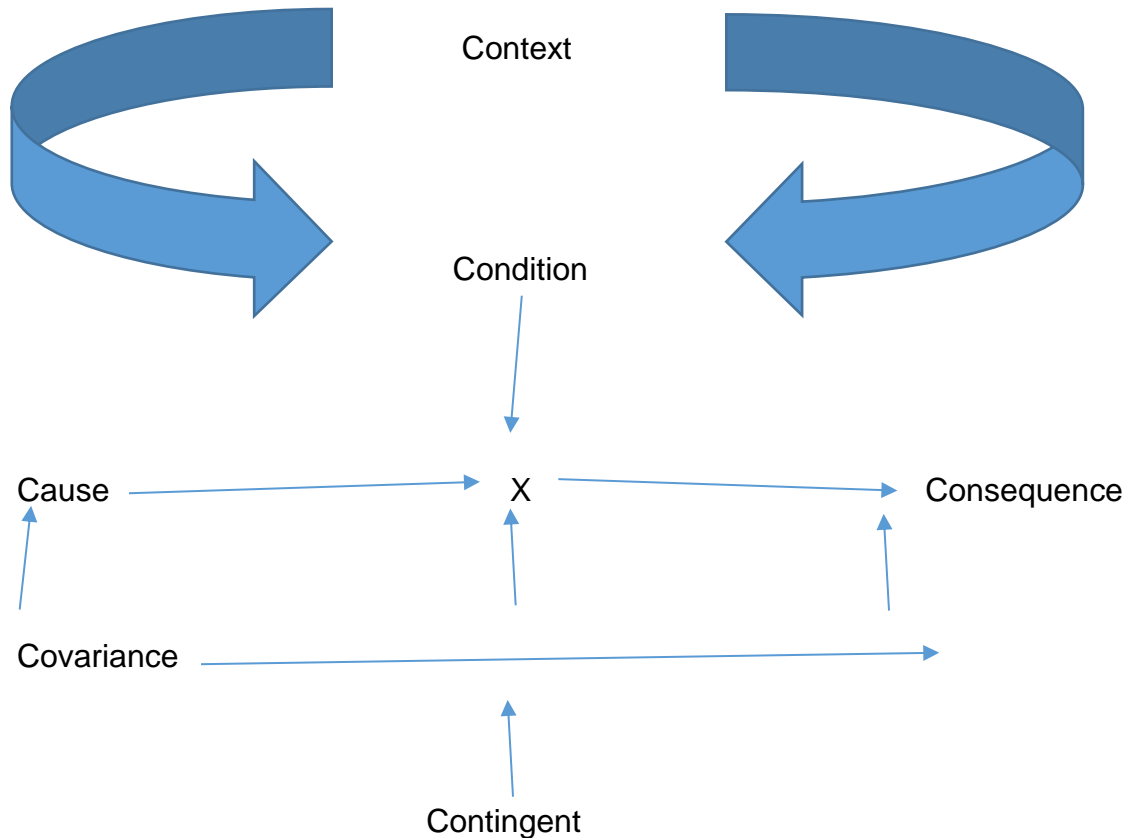 Context
Condition
Cause X Consequence
Covariance
Contingent